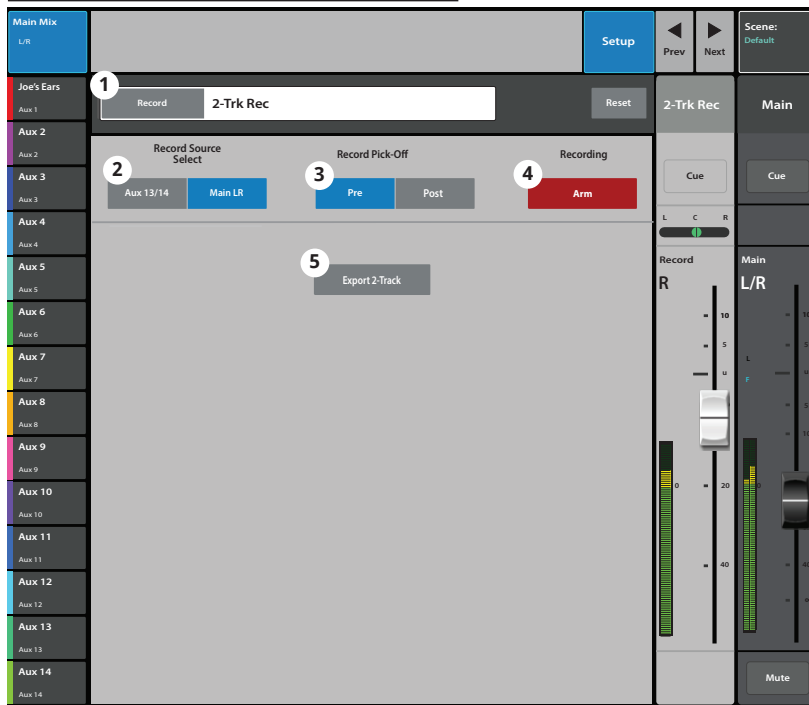 Main Mix
L/R
Setup
Prev
Next
Scene:
Default
Joe's Ears
Aux 1
Aux 2
Aux 2
Aux 3
Aux 3
Aux 4
Aux 4
Aux 5
Aux 5
Aux 6
Aux 6
Aux 7
Aux 7
Aux 8
Aux 8
Aux 9
Aux 9
Aux 10
Aux 10
Aux 11
Aux 11
Aux 12
Aux 12
Aux 13
Aux 13
Aux 14
Aux 14
1
Record
2-Trk Rec
Reset
Record Source
Select
2
Aux 13/14
Main LR
Record Pick-Off
3
Pre
Post
Recording
4
Arm
5
Export 2-Track
2-Trk Rec
Cue
L C R
Record
R
10
5
u
0
20
40
Main
Cue
Main
L/R
10
5
L
u
F
5
10
0
40
Mute